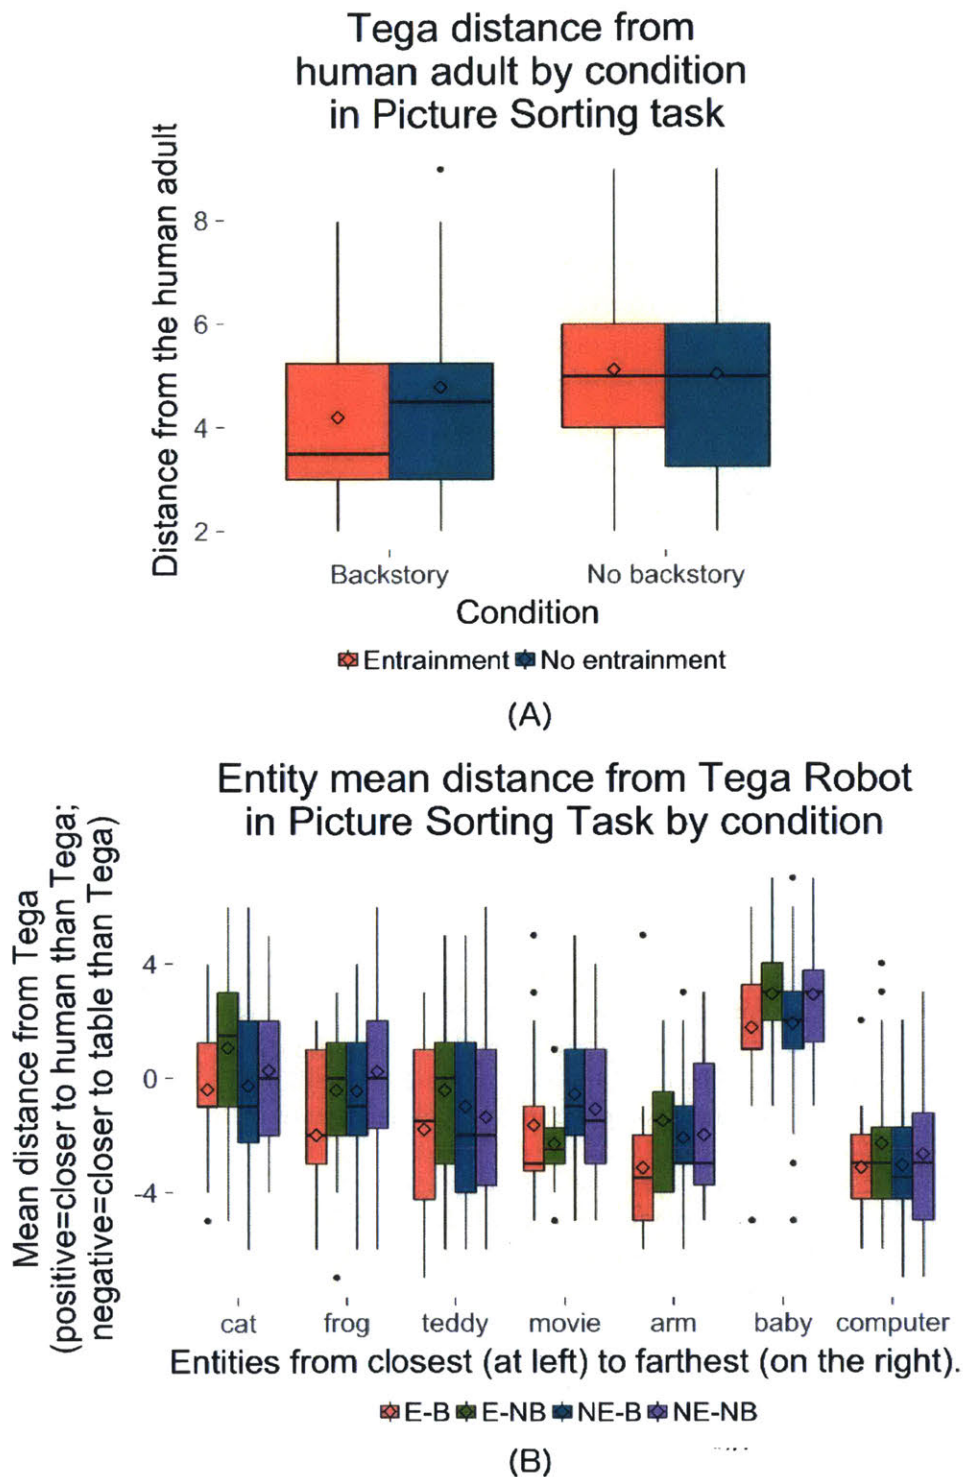 Tega distance from
human adult by condition
in Picture Sorting task
Distance from the human adult
8
6
4
2
Backstory
No backstory
Condition
Entrainment
No entrainment
(A)
Entity mean distance from Tega Robot
in Picture Sorting Task by condition
Mean distance from Tega
(positive=closer to human than Tega;
negative=closer to table than Tega)
4
0
-4
cat
frog
teddy
movie
arm
baby
computer
Entities from closest (at left) to farthest (on the right).
E-B
E-NB
NE-B
NE-NB
(B)